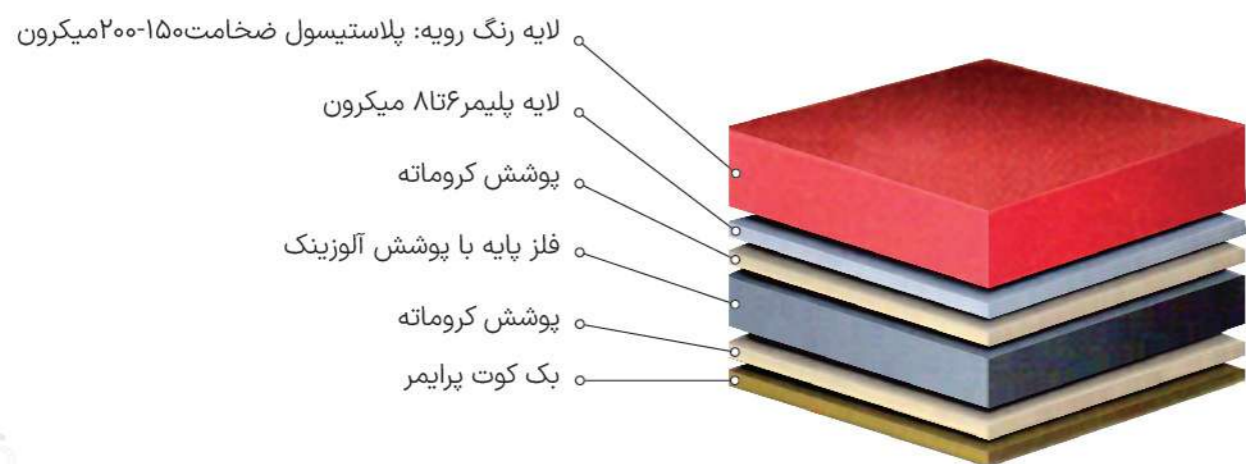 لایه رنگ رویه: پلاستیسول ضخامت۱۵۰-۲۰۰میکرون
لایه پلیمر۶تا۸ میکرون
پوشش کروماته
فلز پایه با پوشش آلوزینک
پوشش کروماته
بک کوت پرایمر